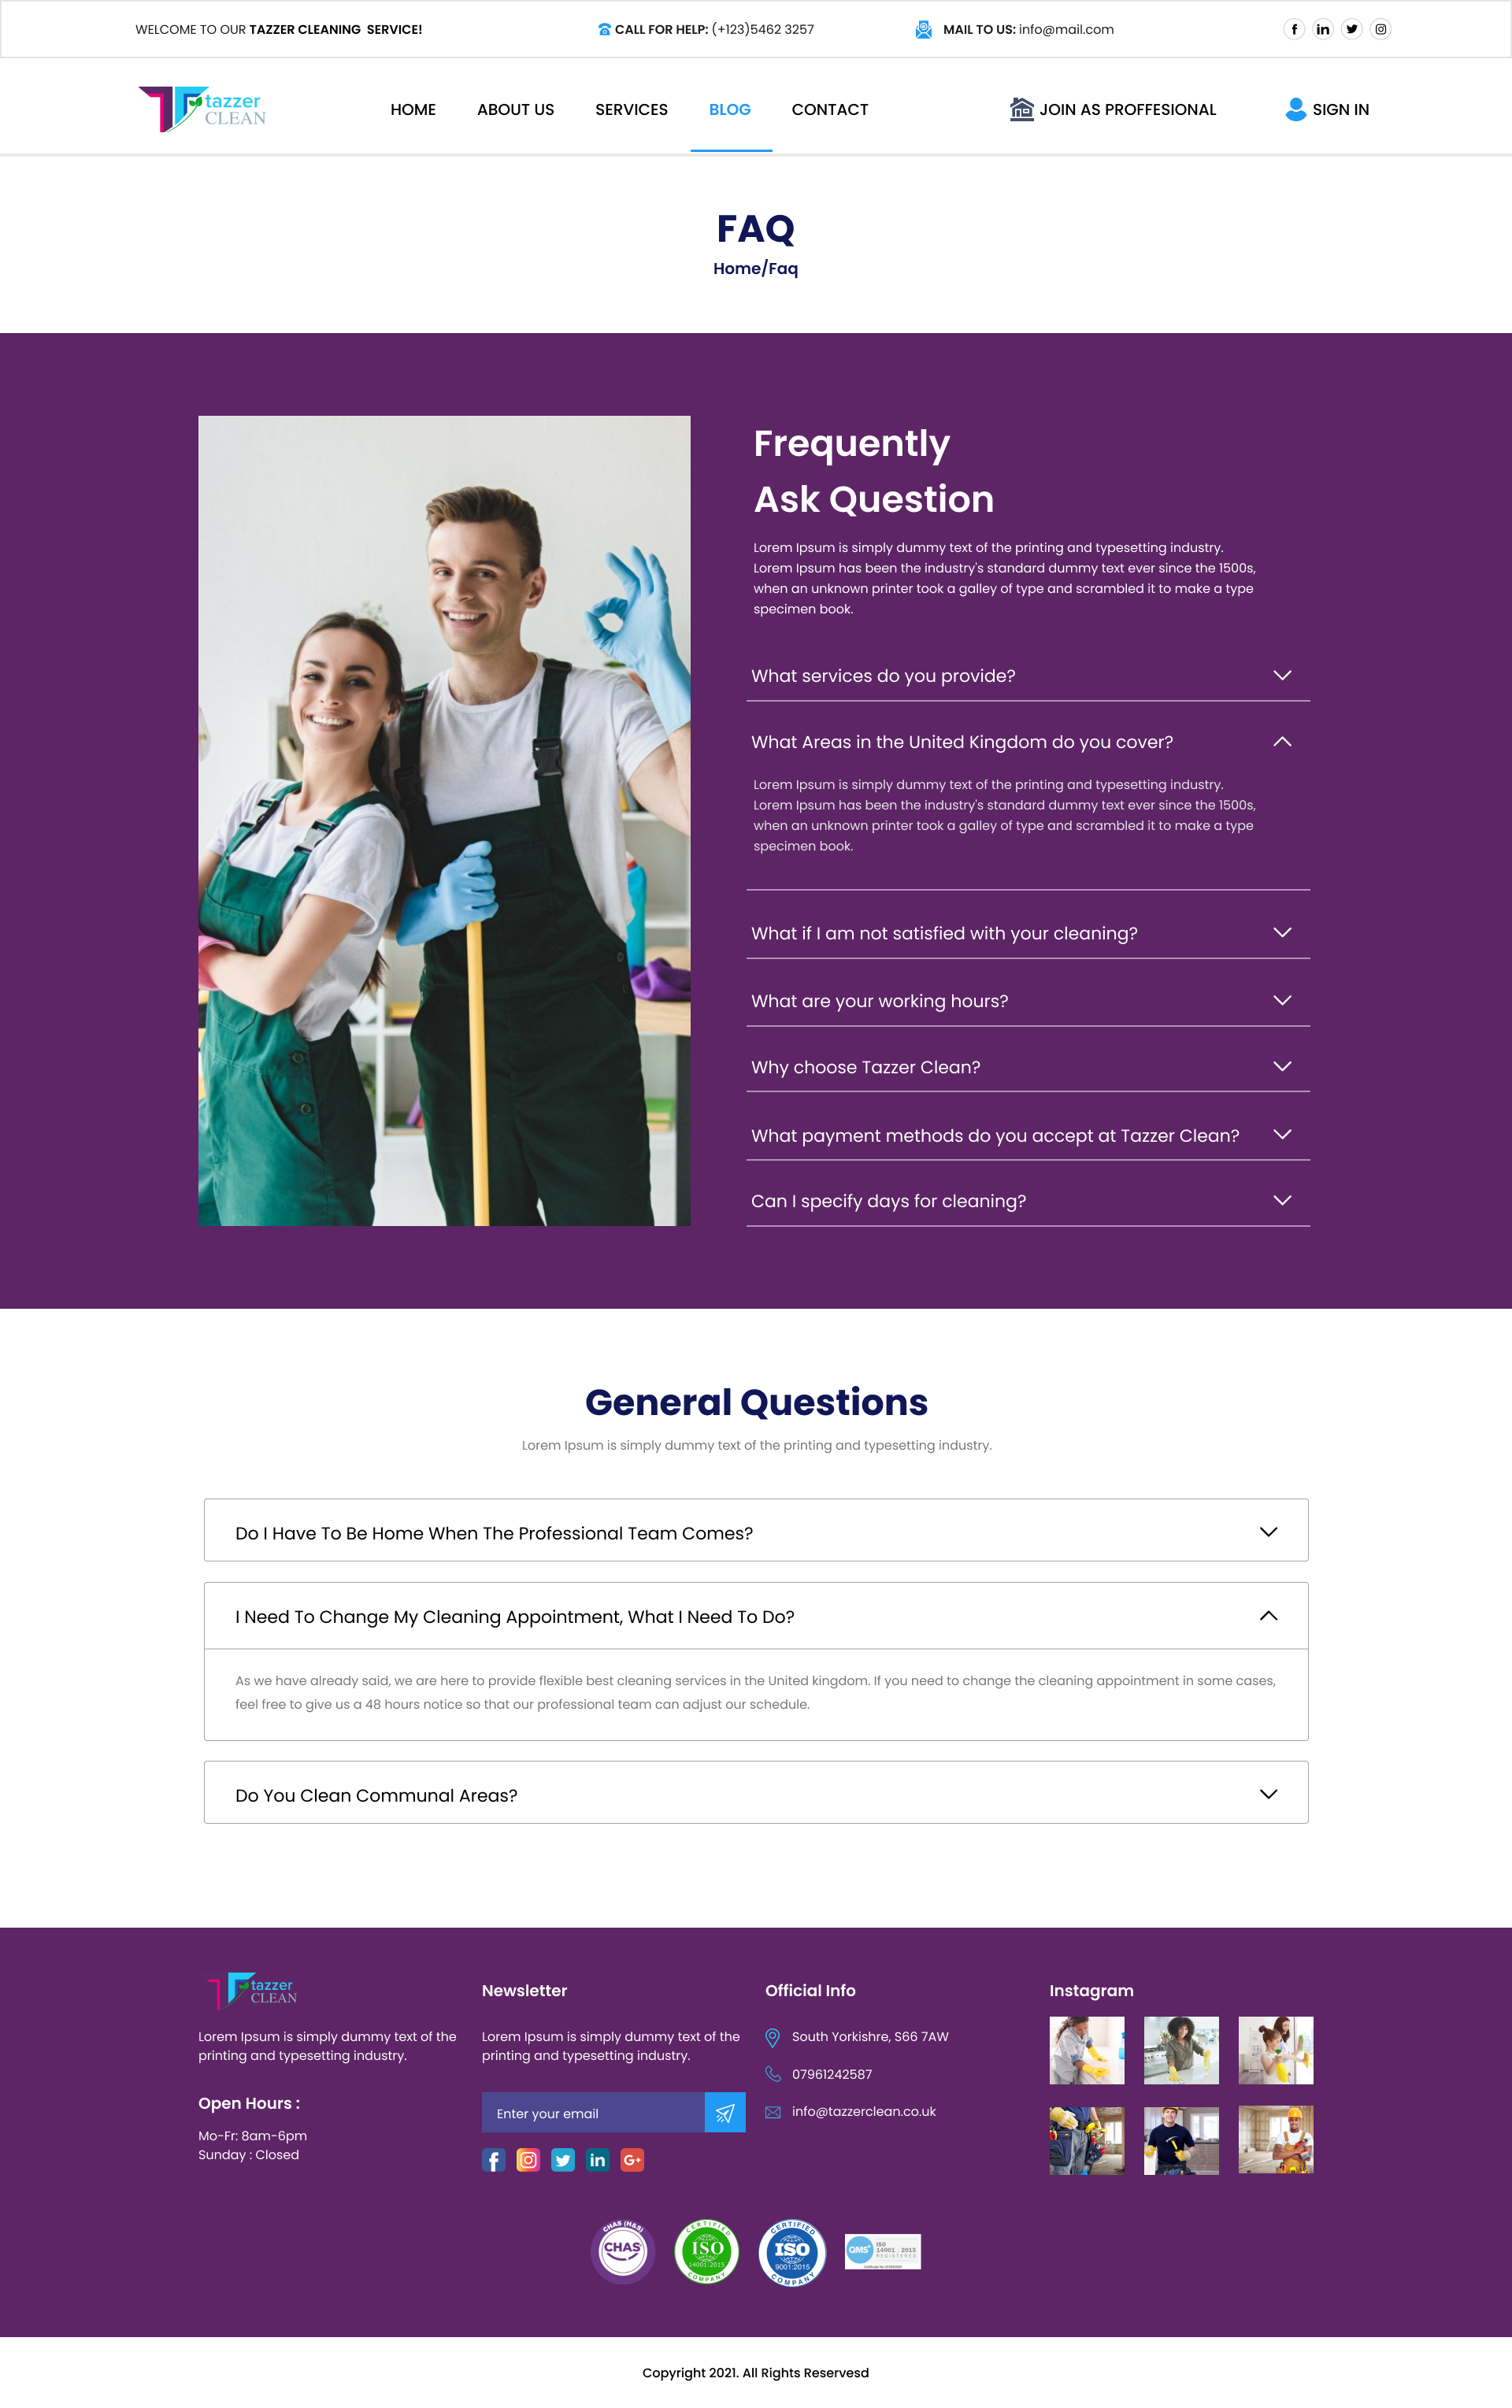 WELCOME TO OUR TAZZER CLEANING SERVICE!
CALL FOR HELP: (+123)5462 3257
MAIL TO US: info@mail.com
tazzer
CLEAN
HOME
ABOUT US
SERVICES
BLOG
CONTACT
JOIN AS PROFFESIONAL
SIGN IN
FAQ
Home/Faq
Frequently
Ask Question
Lorem Ipsum is simply dummy text of the printing and typesetting industry.
Lorem Ipsum has been the industry's standard dummy text ever since the 1500s,
when an unknown printer took a galley of type and scrambled it to make a type
specimen book.
What services do you provide?
What Areas in the United Kingdom do you cover?
Lorem Ipsum is simply dummy text of the printing and typesetting industry.
Lorem Ipsum has been the industry's standard dummy text ever since the 1500s,
when an unknown printer took a galley of type and scrambled it to make a type
specimen book.
What if I am not satisfied with your cleaning?
What are your working hours?
Why choose Tazzer Clean?
What payment methods do you accept at Tazzer Clean?
Can I specify days for cleaning?
General Questions
Lorem Ipsum is simply dummy text of the printing and typesetting industry.
Do I Have To Be Home When The Professional Team Comes?
I Need To Change My Cleaning Appointment, What I Need To Do?
As we have already said, we are here to provide flexible best cleaning services in the United kingdom. If you need to change the cleaning appointment in some cases,
feel free to give us a 48 hours notice so that our professional team can adjust our schedule.
Do You Clean Communal Areas?
tazzer
CLEAN
Lorem Ipsum is simply dummy text of the
printing and typesetting industry.
Open Hours :
Mo-Fr: 8am-6pm
Sunday : Closed
Newsletter
Lorem Ipsum is simply dummy text of the
printing and typesetting industry.
Enter your email
Official Info
South Yorkishre, S66 7AW
07961242587
info@tazzerclean.co.uk
Instagram
CHAS (H&S)
CHAS
CERTIFIED
ISO
14001:2015
COMPANY
CERTIFIED
ISO
9001:2015
COMPANY
QMS
ISO
14001 : 2015
REGISTERED
Copyright 2021. All Rights Reservesd